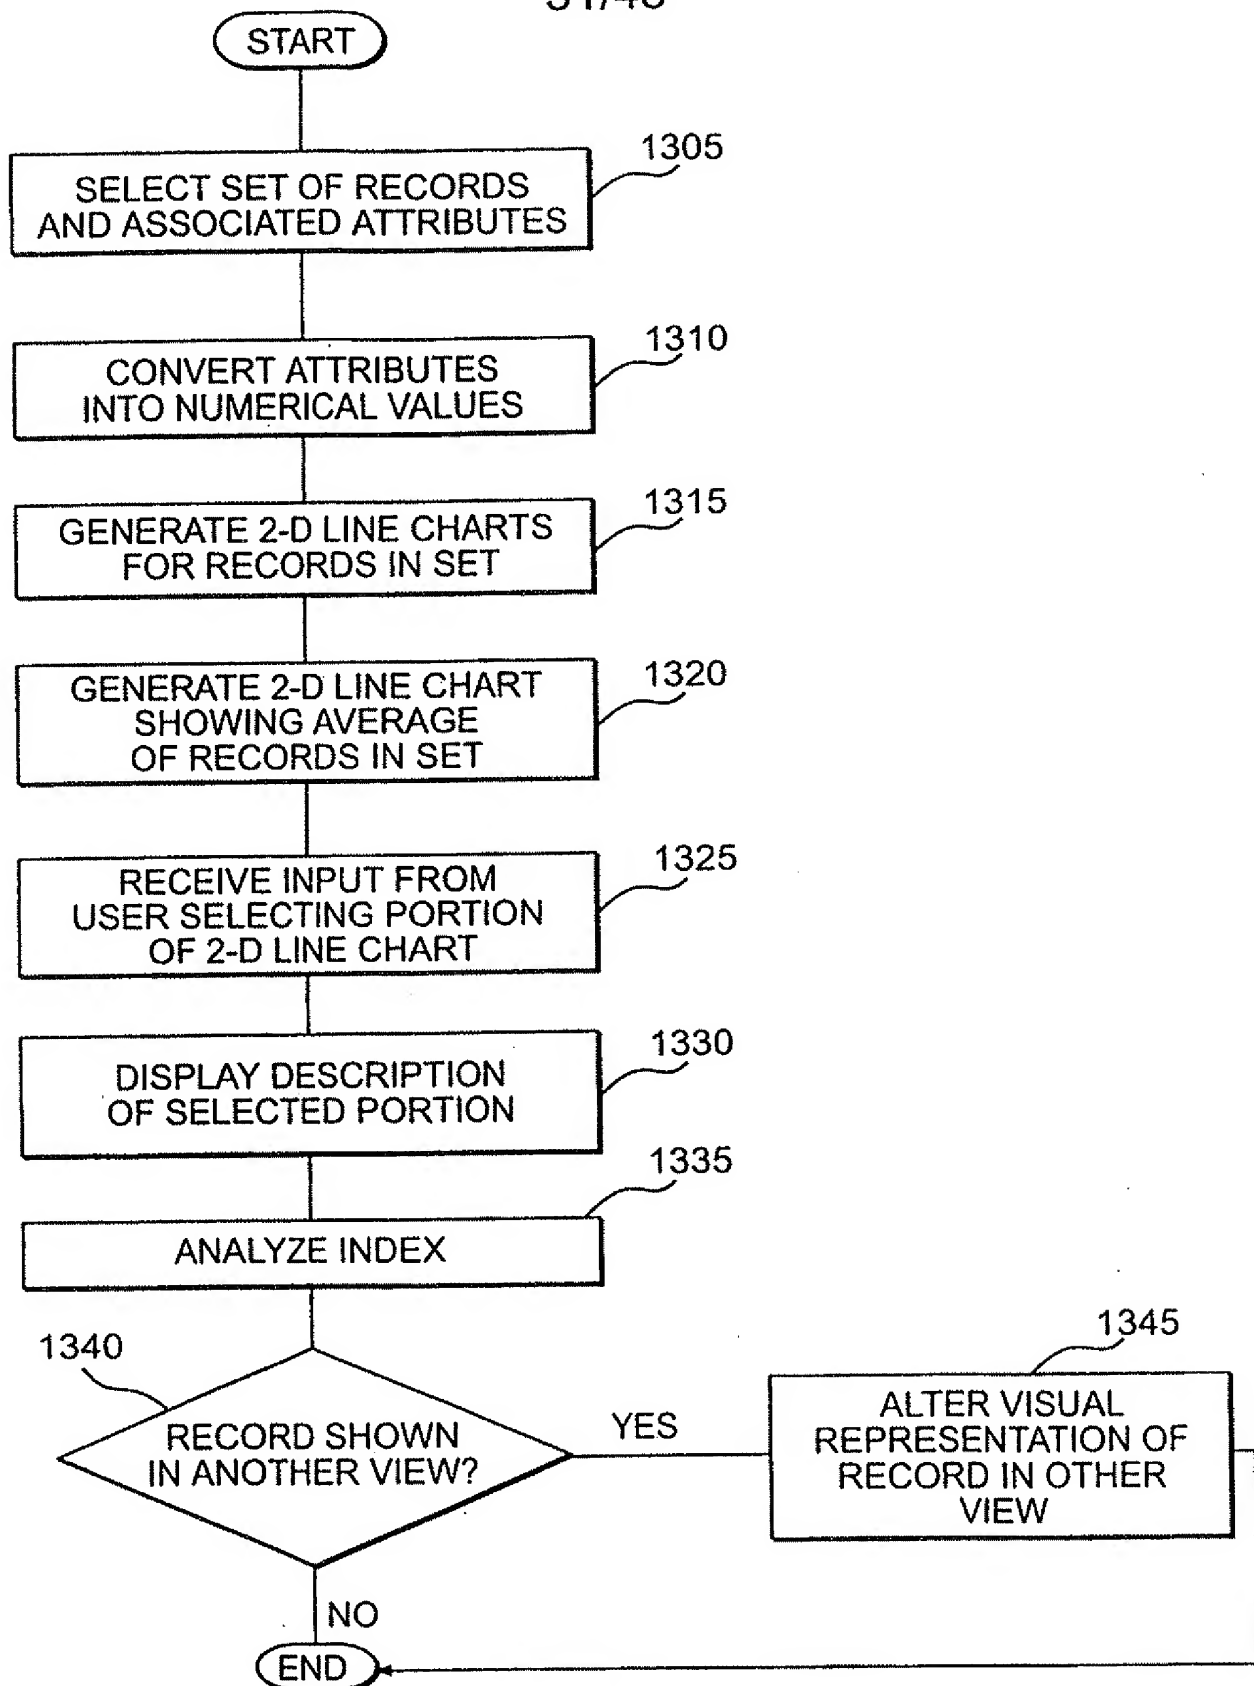 START
1305
SELECT SET OF RECORDS
AND ASSOCIATED ATTRIBUTES
1310
CONVERT ATTRIBUTES
INTO NUMERICAL VALUES
1315
GENERATE 2-D LINE CHARTS
FOR RECORDS IN SET
1320
GENERATE 2-D LINE CHART
SHOWING AVERAGE
OF RECORDS IN SET
1325
RECEIVE INPUT FROM
USER SELECTING PORTION
OF 2-D LINE CHART
1330
DISPLAY DESCRIPTION
OF SELECTED PORTION
1335
ANALYZE INDEX
1340
RECORD SHOWN
IN ANOTHER VIEW?
YES
1345
ALTER VISUAL
REPRESENTATION OF
RECORD IN OTHER
VIEW
NO
END